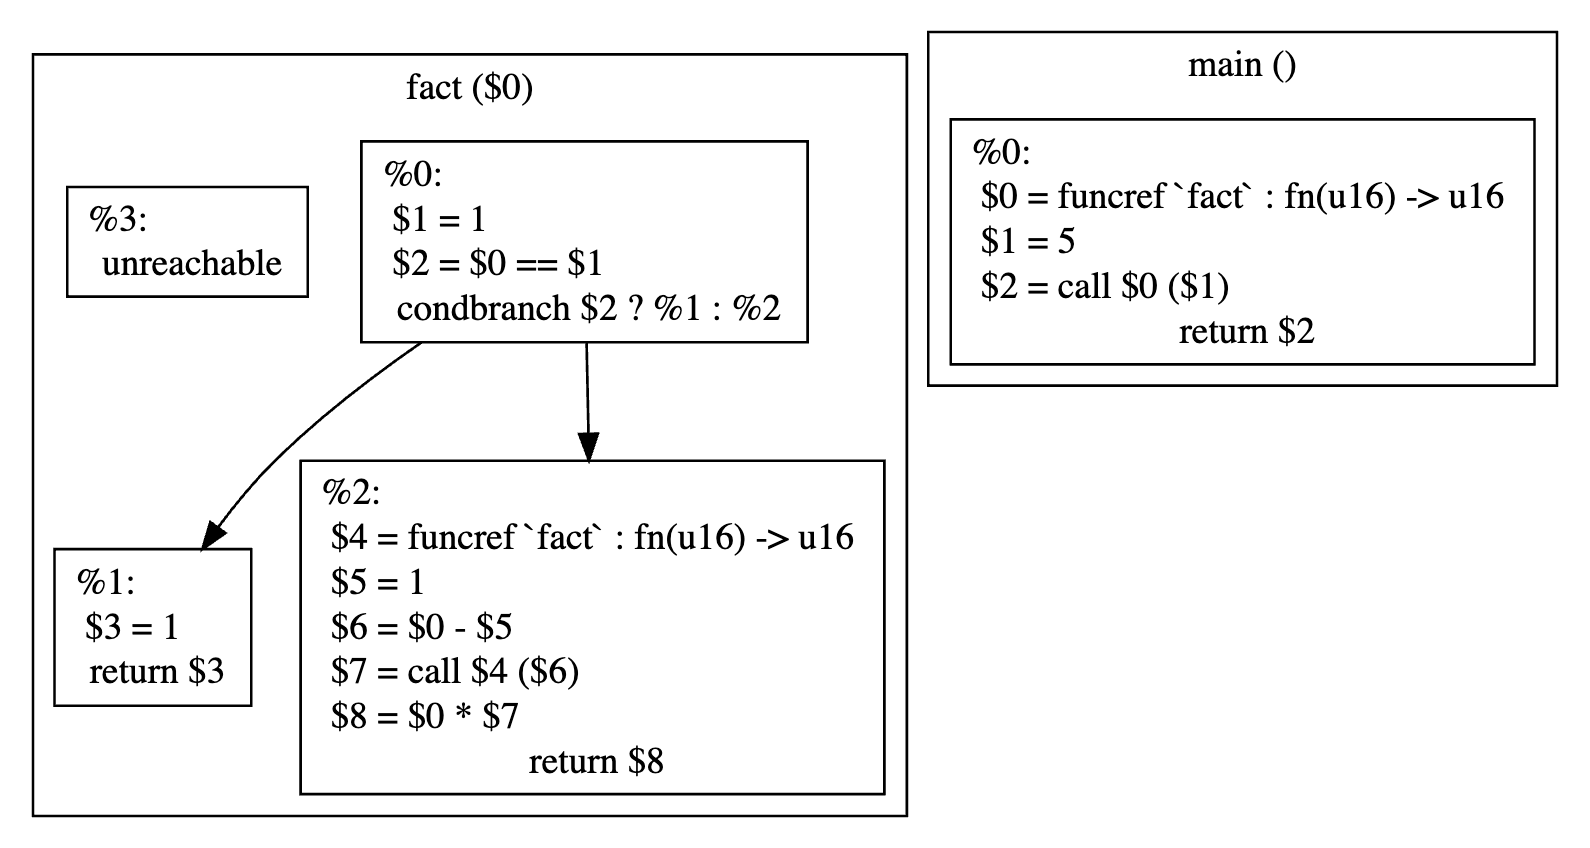 fact ($0)
%3:
unreachable
%0:
$1 = 1
$2 = $0 == $1
condbranch $2 ? %1 : %2
%1:
$3 = 1
return $3
%2:
$4 = funcref `fact` : fn(u16) -> u16
$5 = 1
$6 = $0 - $5
$7 = call $4 ($6)
$8 = $0 * $7
return $8
main ()
%0:
$0 = funcref `fact` : fn(u16) -> u16
$1 = 5
$2 = call $0 ($1)
return $2